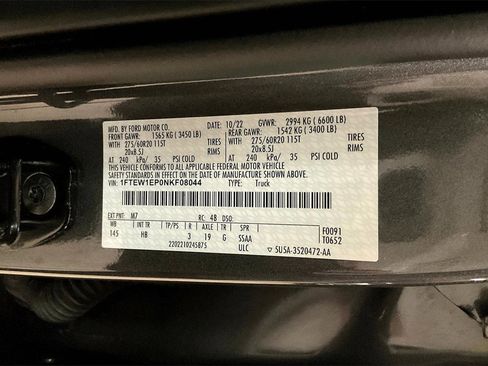 MFD. BY FORD MOTOR CO. DATE: 10/22 GVWR: 2994 KG ( 6600 LB)
FRONT GAWR: 1565 KG ( 3450 LB) REAR GAWR: 1542 KG ( 3400 LB)
WITH 275/60R20 115T TIRES WITH 275/60R20 115T TIRES
20x8.5J RIMS 20x8.5J RIMS
AT 240 kPa/ 35 PSI COLD AT 240 kPa/ 35 PSI COLD
THIS VEHICLE CONFORMS TO ALL APPLICABLE FEDERAL MOTOR VEHICLE
SAFETY STANDARDS IN EFFECT ON THE DATE OF MANUFACTURE SHOWN ABOVE.
VIN: 1FTEW1EP0NKF08044 TYPE: Truck
EXT PNT: M7 RC: 48 DSO: F0091
WB INT TR TP/PS R AXLE TR SPR T0652
145 HB 3 19 G 5SAA
2202210245875 ULC ▽ 5U5A-3520472-AA